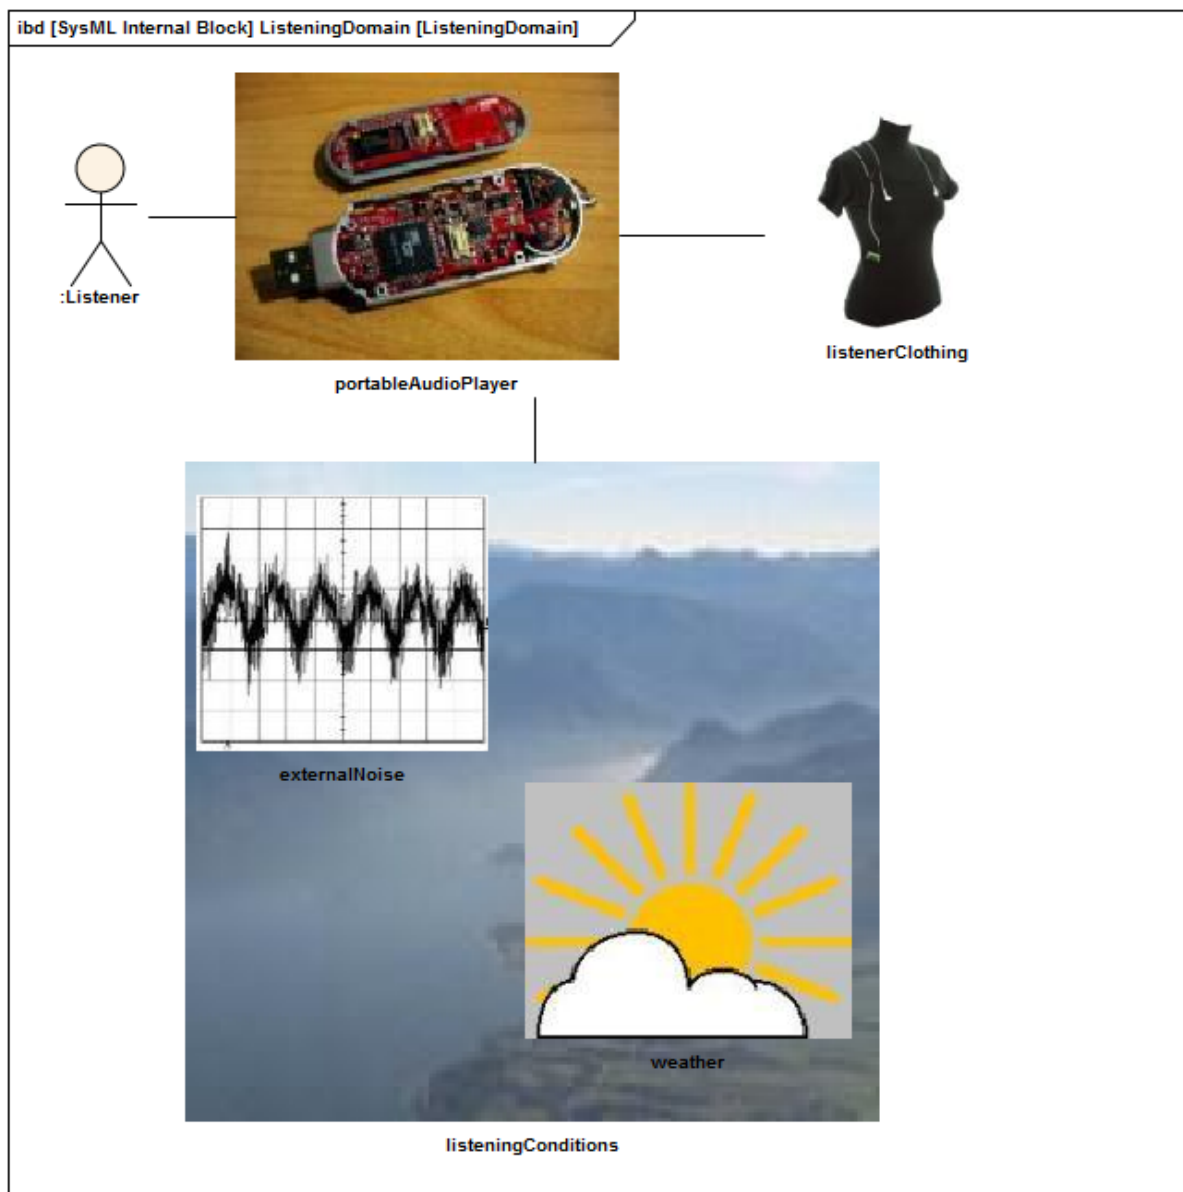 ibd [SysML Internal Block] ListeningDomain [ListeningDomain]
:Listener
portableAudioPlayer
listenerClothing
externalNoise
weather
listeningConditions